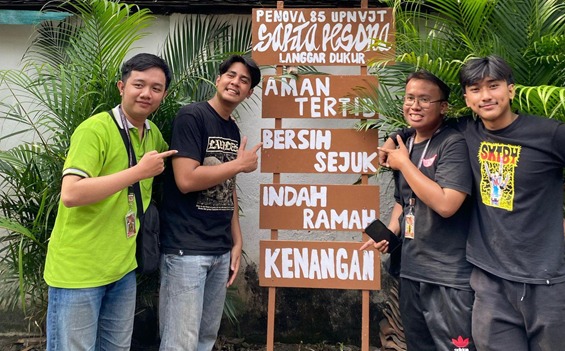 PENOVA 85 UPNVJT
SAPTA PESONA
LANGGAR DUKUR
AMAN
TERTIB
BERSIH
SEJUK
INDAH
RAMAH
KENANGAN